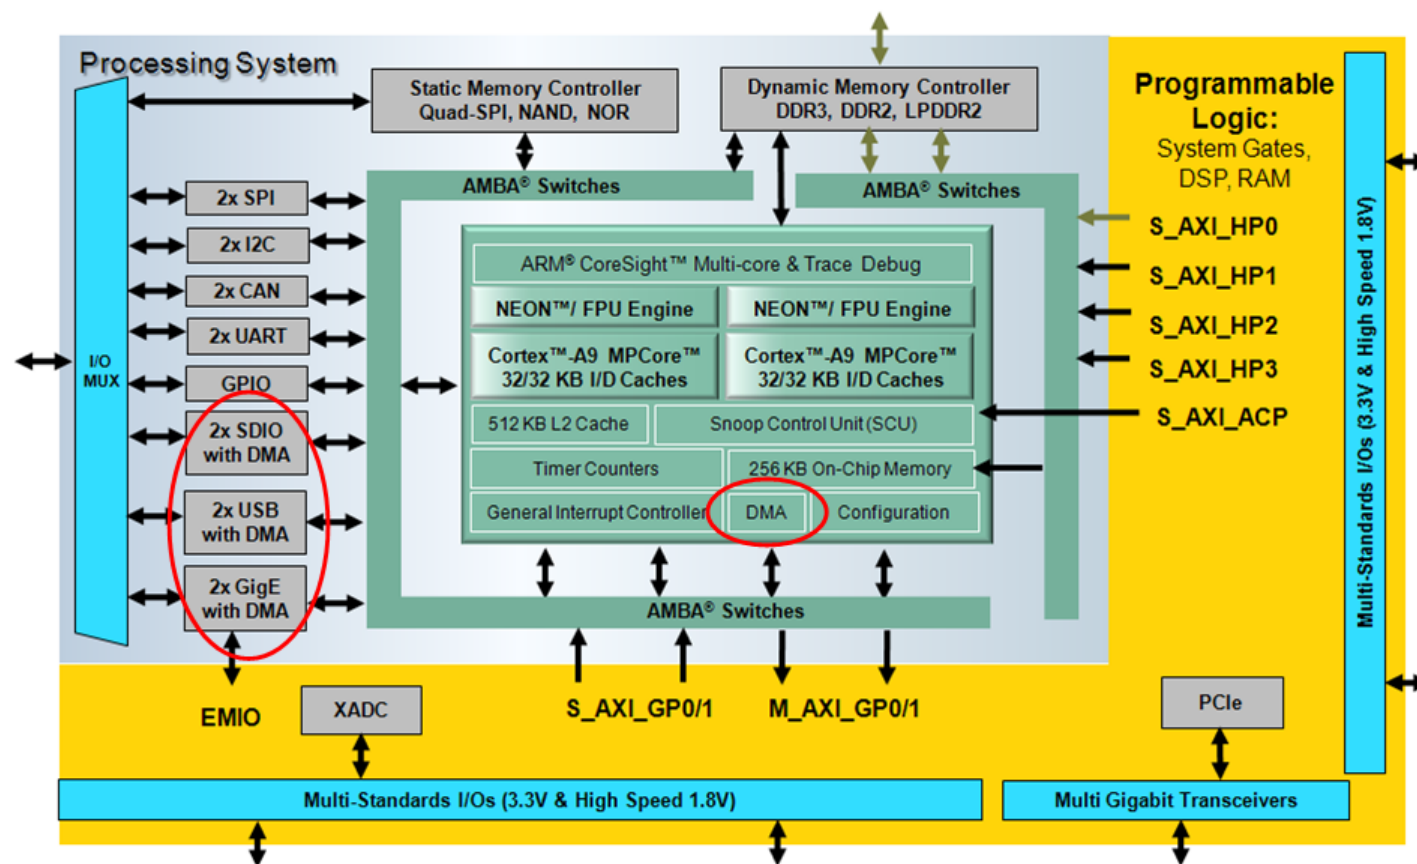 Processing System
Static Memory Controller
Quad-SPI, NAND, NOR
Dynamic Memory Controller
DDR3, DDR2, LPDDR2
Programmable
Logic:
System Gates,
DSP, RAM
AMBA® Switches
AMBA® Switches
I/O
MUX
2x SPI
2x I2C
2x CAN
2x UART
GPIO
2x SDIO
with DMA
2x USB
with DMA
2x GigE
with DMA
ARM® CoreSight™ Multi-core & Trace Debug
NEON™/ FPU Engine
NEON™/ FPU Engine
Cortex™-A9 MPCore™
32/32 KB I/D Caches
Cortex™-A9 MPCore™
32/32 KB I/D Caches
512 KB L2 Cache
Snoop Control Unit (SCU)
Timer Counters
256 KB On-Chip Memory
General Interrupt Controller
DMA
Configuration
AMBA® Switches
S_AXI_HP0
S_AXI_HP1
S_AXI_HP2
S_AXI_HP3
S_AXI_ACP
Multi-Standards I/Os (3.3V & High Speed 1.8V)
EMIO
XADC
S_AXI_GP0/1
M_AXI_GP0/1
PCIe
Multi-Standards I/Os (3.3V & High Speed 1.8V)
Multi Gigabit Transceivers